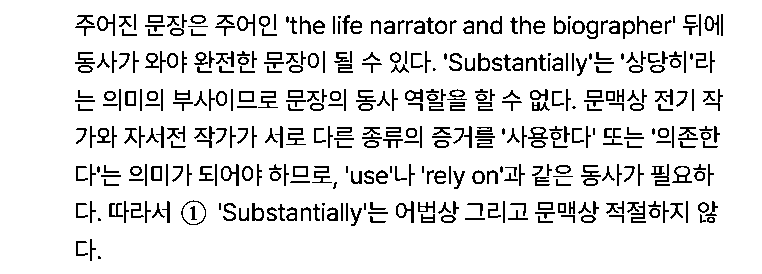 주어진 문장은 주어인 'the life narrator and the biographer' 뒤에
동사가 와야 완전한 문장이 될 수 있다. 'Substantially'는 '상당히'라
는 의미의 부사이므로 문장의 동사 역할을 할 수 없다. 문맥상 전기 작
가와 자서전 작가가 서로 다른 종류의 증거를 '사용한다' 또는 '의존한
다'는 의미가 되어야 하므로, 'use'나 'rely on'과 같은 동사가 필요하
다. 따라서 ① 'Substantially'는 어법상 그리고 문맥상 적절하지 않
다.